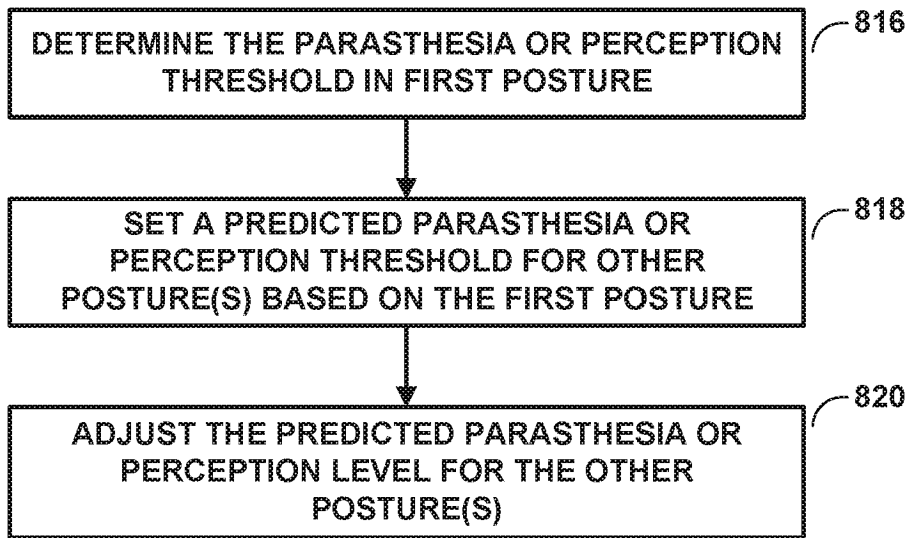 DETERMINE THE PARASTHESIA OR PERCEPTION
THRESHOLD IN FIRST POSTURE
816
SET A PREDICTED PARASTHESIA OR
PERCEPTION THRESHOLD FOR OTHER
POSTURE(S) BASED ON THE FIRST POSTURE
818
ADJUST THE PREDICTED PARASTHESIA OR
PERCEPTION LEVEL FOR THE OTHER
POSTURE(S)
820